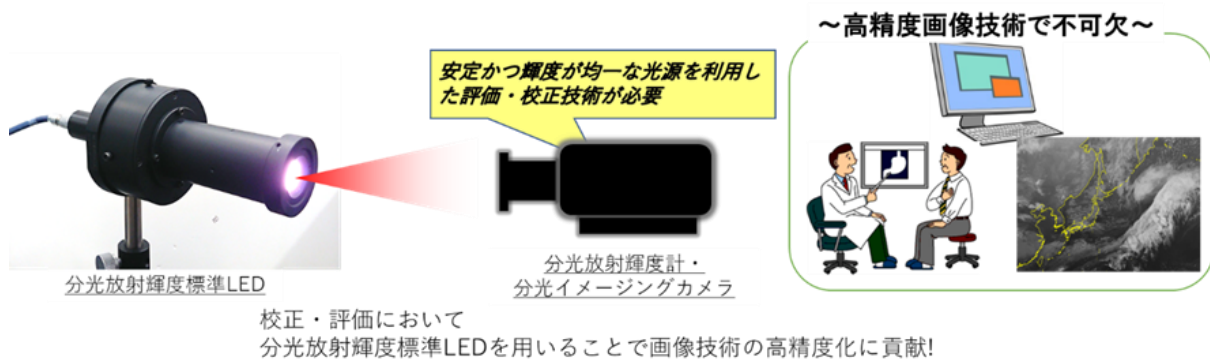 ～高精度画像技術で不可欠～
安定かつ輝度が均一な光源を利用し
た評価・校正技術が必要
分光放射輝度標準LED
分光放射輝度計・
分光イメージングカメラ
校正・評価において
分光放射輝度標準LEDを用いることで画像技術の高精度化に貢献!